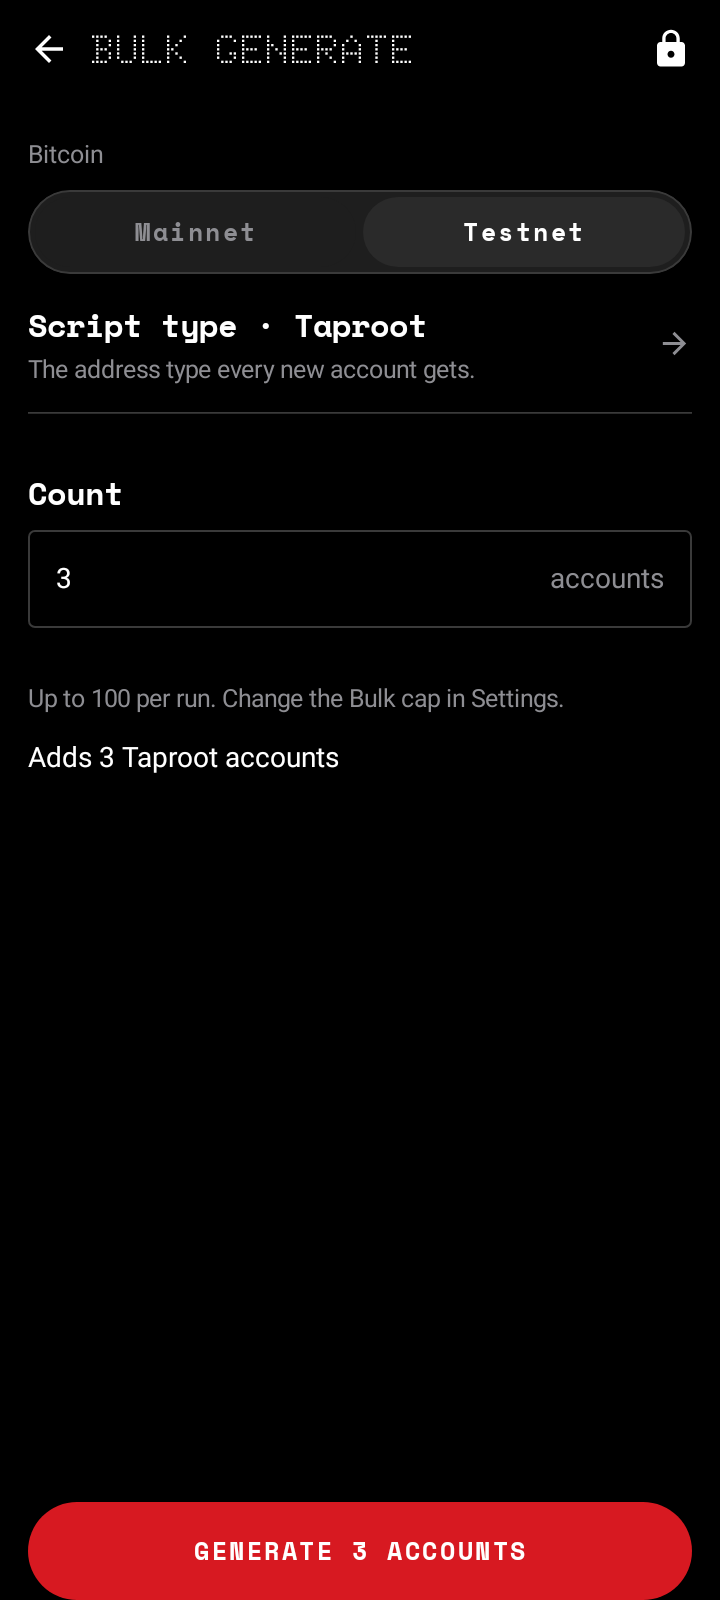 BULK GENERATE
Bitcoin
Mainnet
Testnet
Script type · Taproot
The address type every new account gets.
Count
3 accounts
Up to 100 per run. Change the Bulk cap in Settings.
Adds 3 Taproot accounts
GENERATE 3 ACCOUNTS